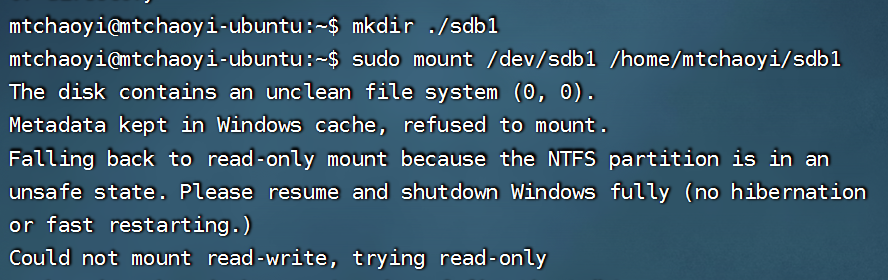 mtchaoyi@mtchaoyi-ubuntu:~$ mkdir ./sdb1
mtchaoyi@mtchaoyi-ubuntu:~$ sudo mount /dev/sdb1 /home/mtchaoyi/sdb1
The disk contains an unclean file system (0, 0).
Metadata kept in Windows cache, refused to mount.
Falling back to read-only mount because the NTFS partition is in an
unsafe state. Please resume and shutdown Windows fully (no hibernation
or fast restarting.)
Could not mount read-write, trying read-only